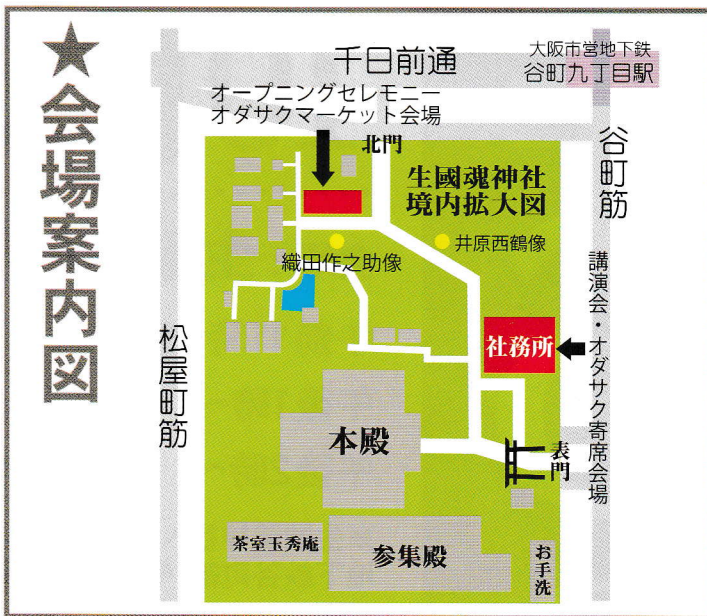 ★会場案内図
千日前通
大阪市営地下鉄
谷町九丁目駅
オープニングセレモニー
オダサクマーケット会場
北門
谷町筋
生國魂神社
境内拡大図
井原西鶴像
織田作之助像
講演会・オダサク寄席会場
社務所
松屋町筋
本殿
表門
茶室玉秀庵
参集殿
お手洗